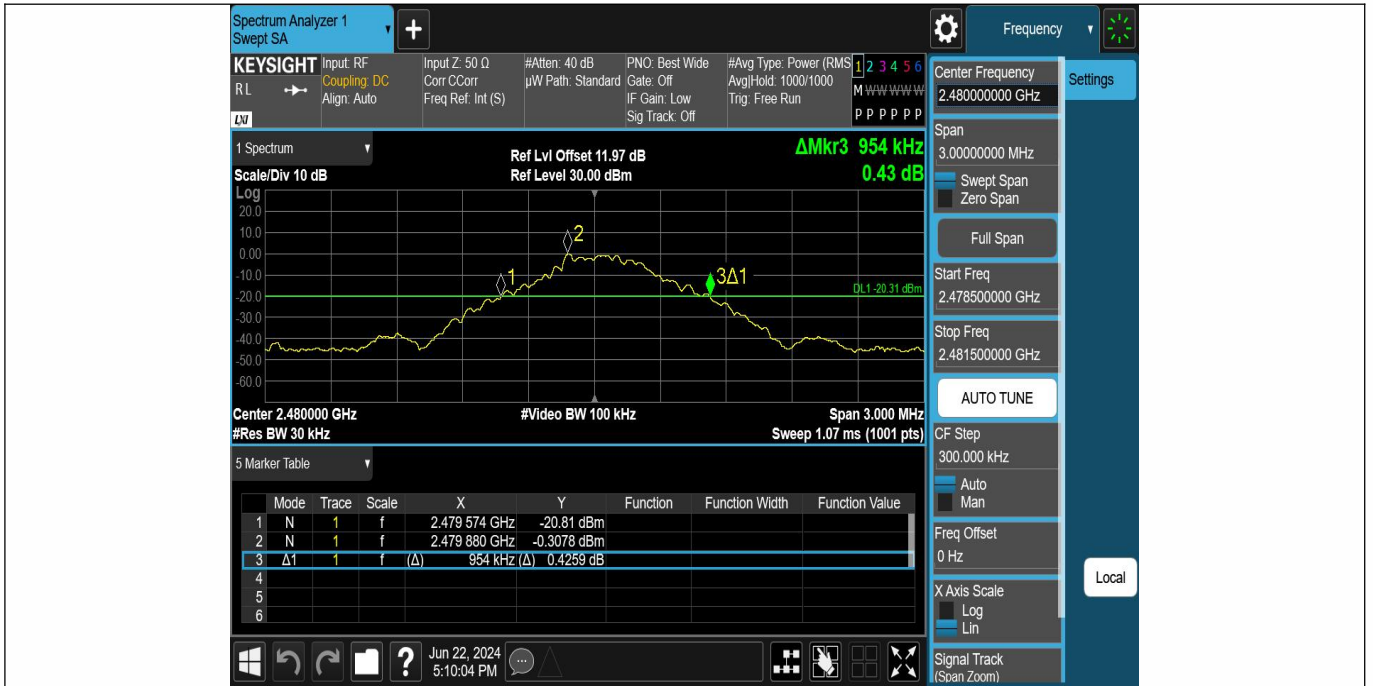 Spectrum Analyzer 1
Swept SA
+
Frequency
KEYSIGHT
RL
LXI
Input: RF
Coupling: DC
Align: Auto
Input Z: 50 Ω
Corr CCorr
Freq Ref: Int (S)
#Atten: 40 dB
µW Path: Standard
PNO: Best Wide
Gate: Off
IF Gain: Low
Sig Track: Off
#Avg Type: Power (RMS
Avg|Hold: 1000/1000
Trig: Free Run
1 2 3 4 5 6
M W W W W W
P P P P P P
Center Frequency
2.480000000 GHz
Settings
Span
3.00000000 MHz
Swept Span
Zero Span
Full Span
Start Freq
2.478500000 GHz
Stop Freq
2.481500000 GHz
AUTO TUNE
CF Step
300.000 kHz
Auto
Man
Freq Offset
0 Hz
X Axis Scale
Log
Lin
Signal Track
(Span Zoom)
Local
1 Spectrum
Scale/Div 10 dB
Log
Ref Lvl Offset 11.97 dB
Ref Level 30.00 dBm
ΔMkr3 954 kHz
0.43 dB
20.0
10.0
0.00
-10.0
-20.0
-30.0
-40.0
-50.0
-60.0
1
2
3Δ1
DL1 -20.31 dBm
Center 2.480000 GHz
#Video BW 100 kHz
Span 3.000 MHz
#Res BW 30 kHz
Sweep 1.07 ms (1001 pts)
5 Marker Table
Mode Trace Scale X Y Function Function Width Function Value
1 N 1 f 2.479 574 GHz -20.81 dBm
2 N 1 f 2.479 880 GHz -0.3078 dBm
3 Δ1 1 f (Δ) 954 kHz (Δ) 0.4259 dB
4
5
6
?
Jun 22, 2024
5:10:04 PM